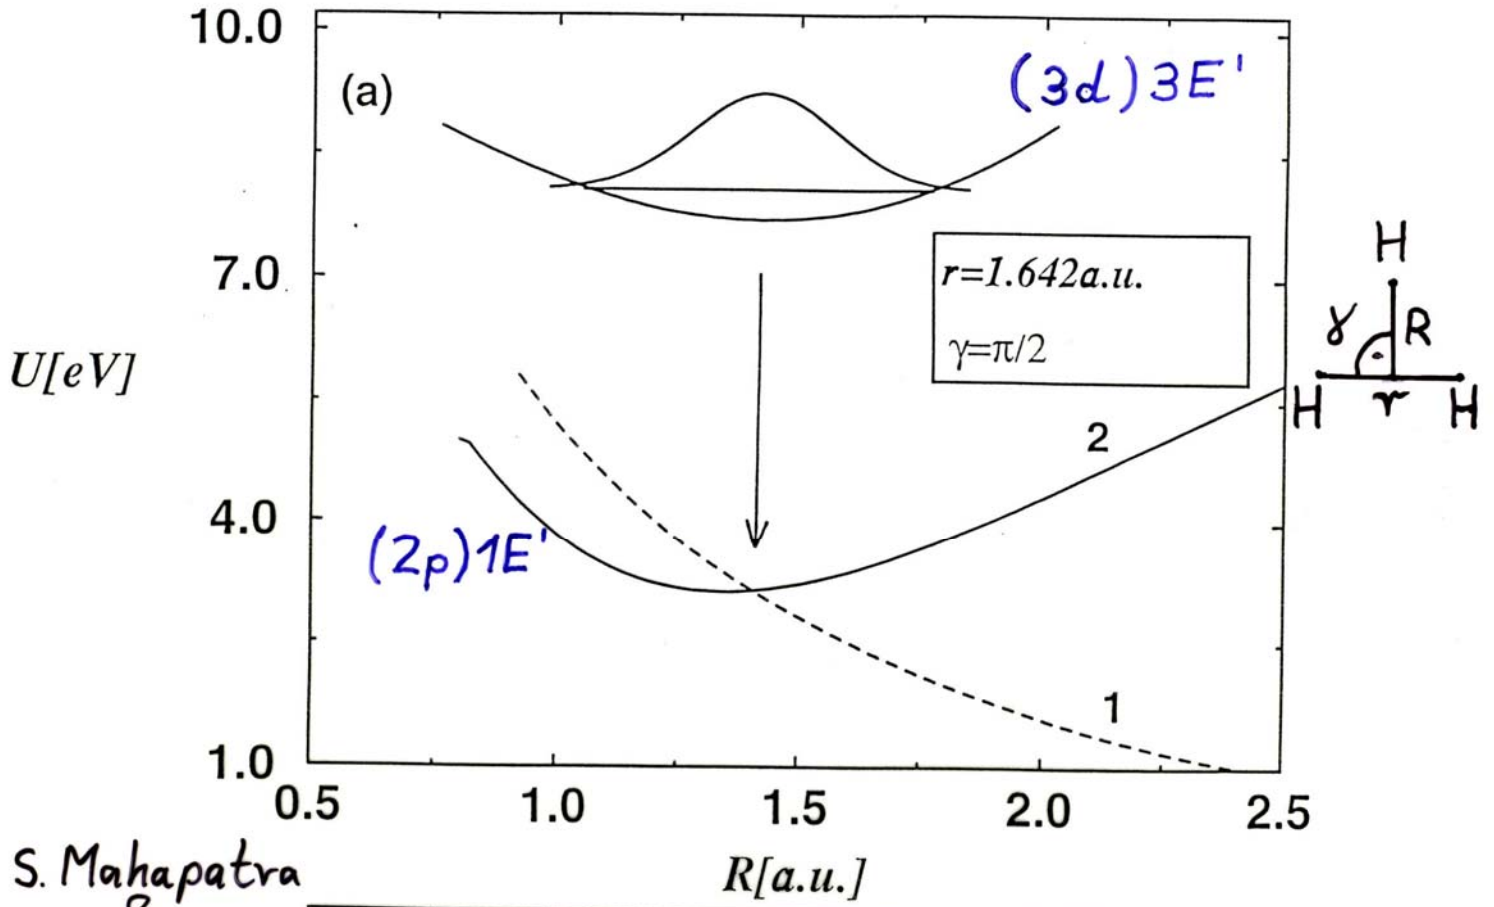 10.0
(a)
(3d)3E'
7.0
r=1.642a.u.
γ=π/2
H
γ R
H r H
U[eV]
2
4.0
(2p)1E'
1
1.0
0.5 1.0 1.5 2.0 2.5
R[a.u.]
S. Mahapatra